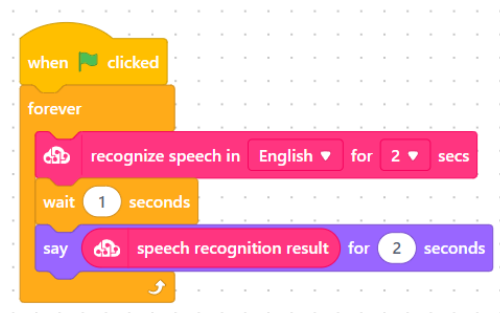 when clicked
forever
recognize speech in English for 2 secs
wait 1 seconds
say speech recognition result for 2 seconds